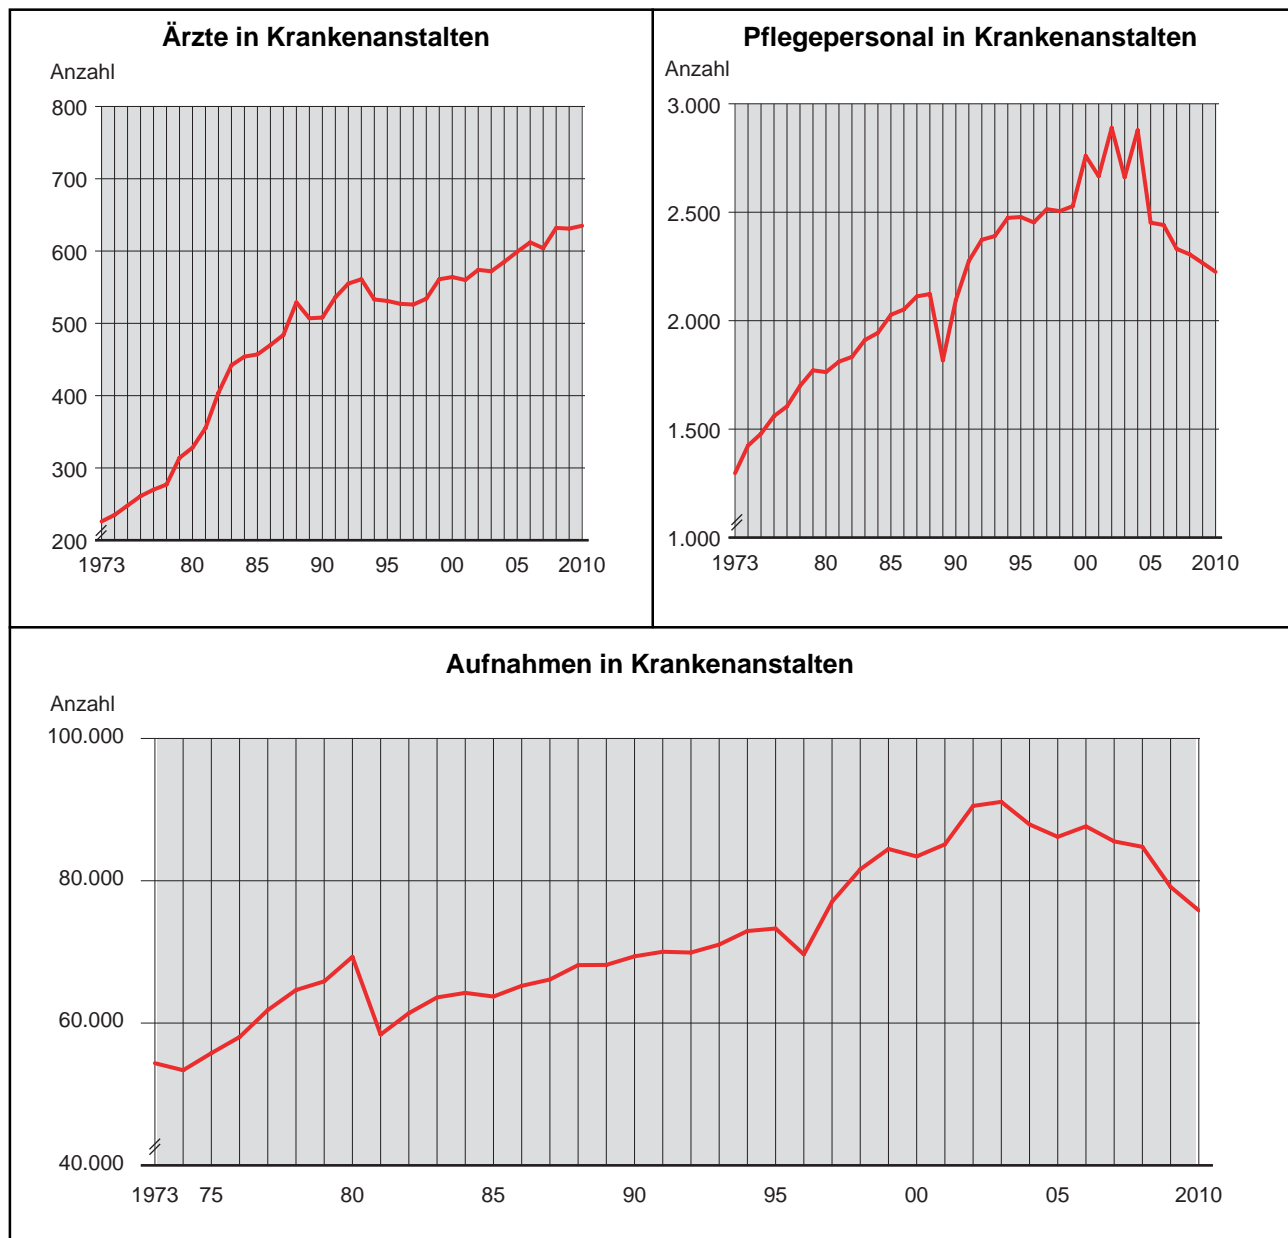 Ärzte in Krankenanstalten
Anzahl
800
700
600
500
400
300
200
1973 80 85 90 95 00 05 2010
Pflegepersonal in Krankenanstalten
Anzahl
3.000
2.500
2.000
1.500
1.000
1973 80 85 90 95 00 05 2010
Aufnahmen in Krankenanstalten
Anzahl
100.000
80.000
60.000
40.000
1973 75 80 85 90 95 00 05 2010